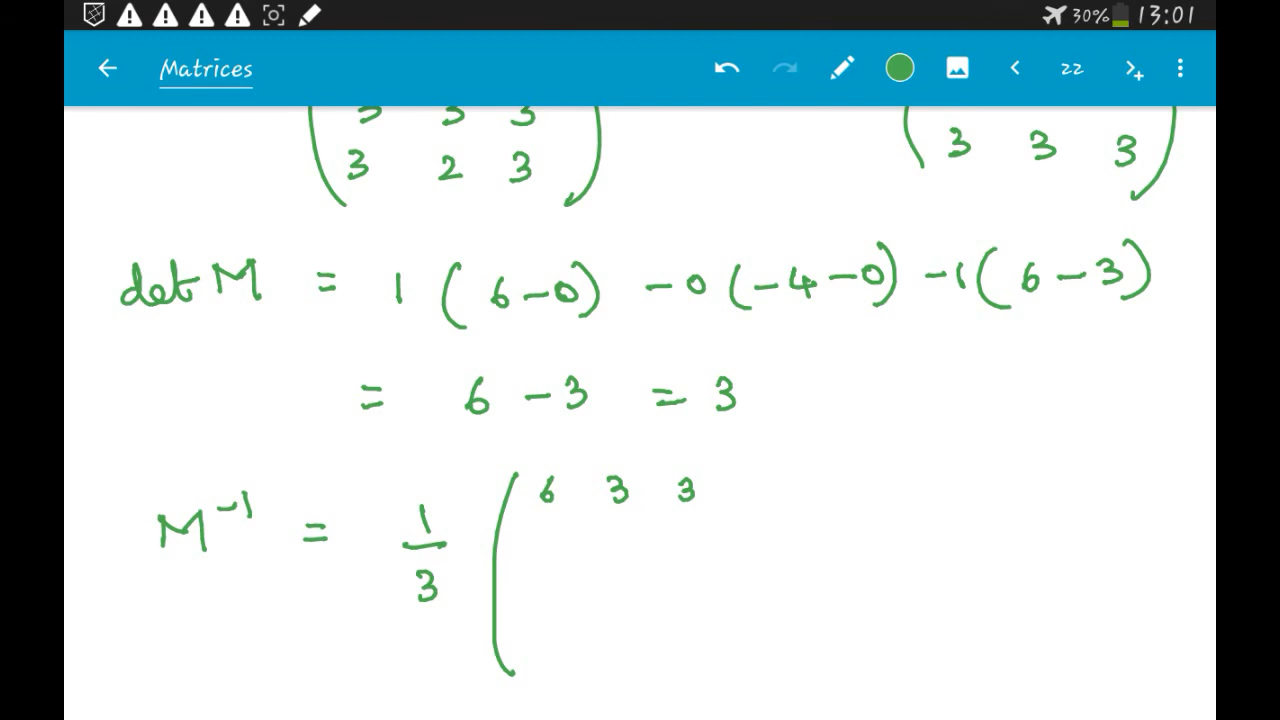 30% 13:01
Matrices 22
3 3 3
3 2 3
3 3 3
det M = 1 (6-0) -0(-4-0) -1(6-3)
= 6 -3 = 3
M⁻¹ = 1/3 ( 6 3 3